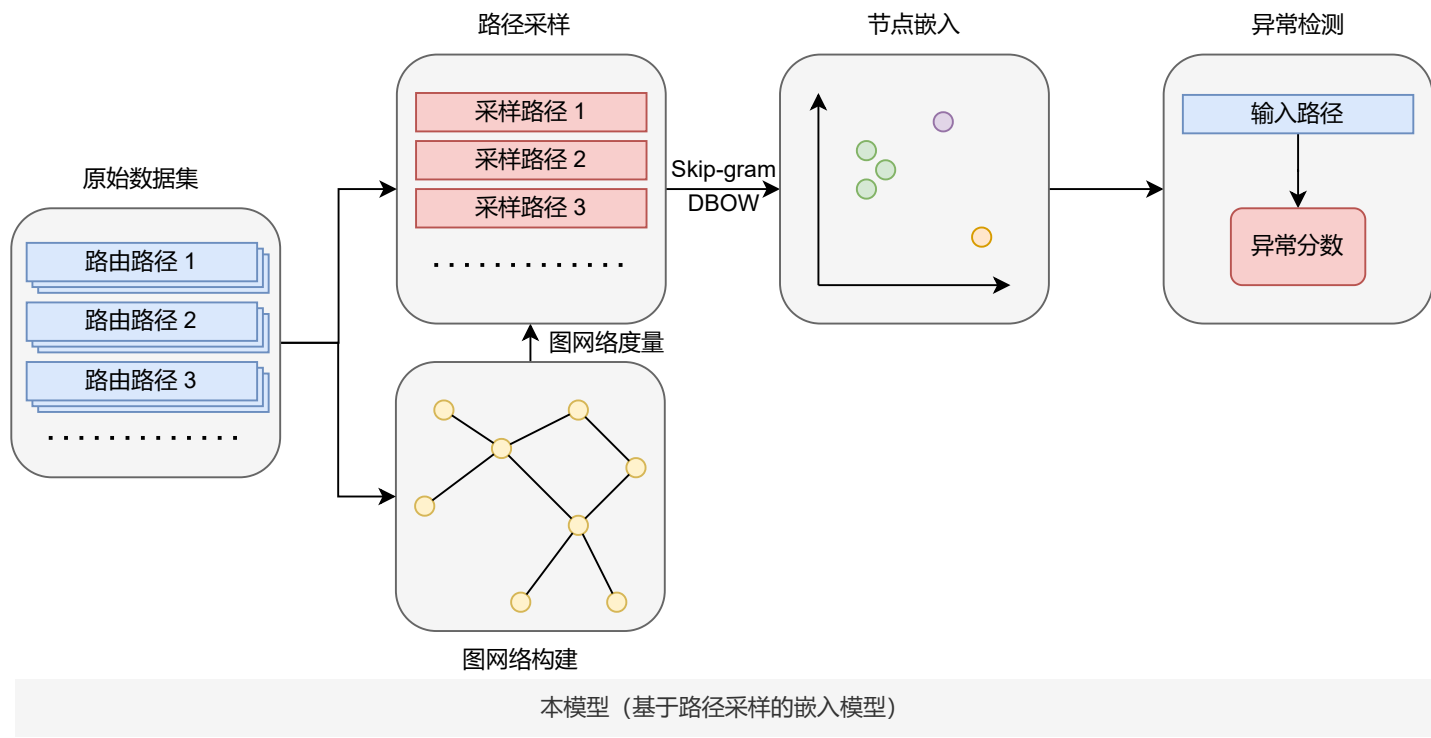 原始数据集
路由路径 1
路由路径 2
路由路径 3
. . . . . . . . . . . . .
路径采样
采样路径 1
采样路径 2
采样路径 3
. . . . . . . . . . . . .
图网络度量
图网络构建
Skip-gram
DBOW
节点嵌入
异常检测
输入路径
异常分数
本模型（基于路径采样的嵌入模型）